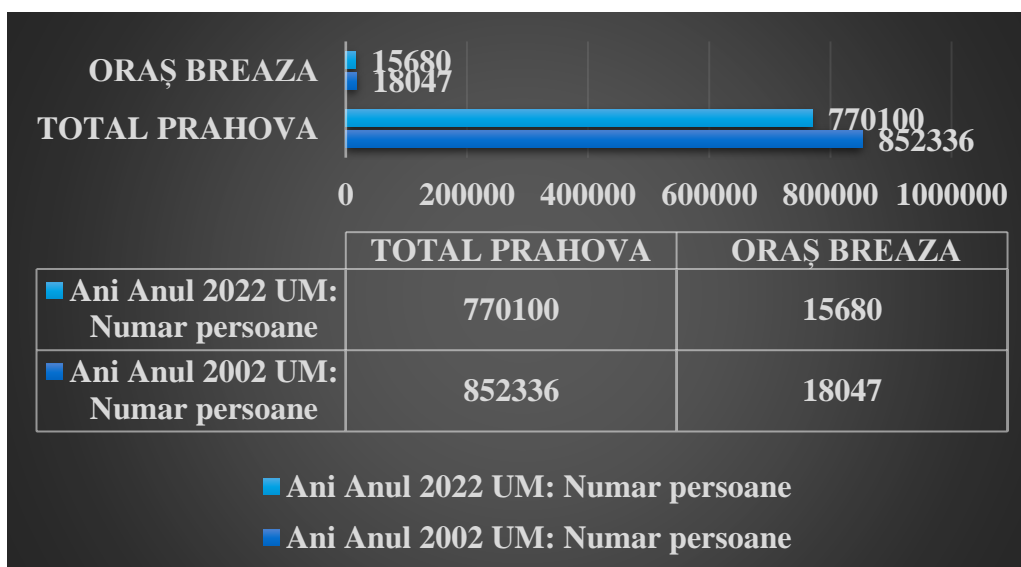 ORAȘ BREAZA
15680
18047
TOTAL PRAHOVA
770100
852336
0 200000 400000 600000 800000 1000000
TOTAL PRAHOVA ORAȘ BREAZA
Ani Anul 2022 UM:
Numar persoane
770100 15680
Ani Anul 2002 UM:
Numar persoane
852336 18047
Ani Anul 2022 UM: Numar persoane
Ani Anul 2002 UM: Numar persoane